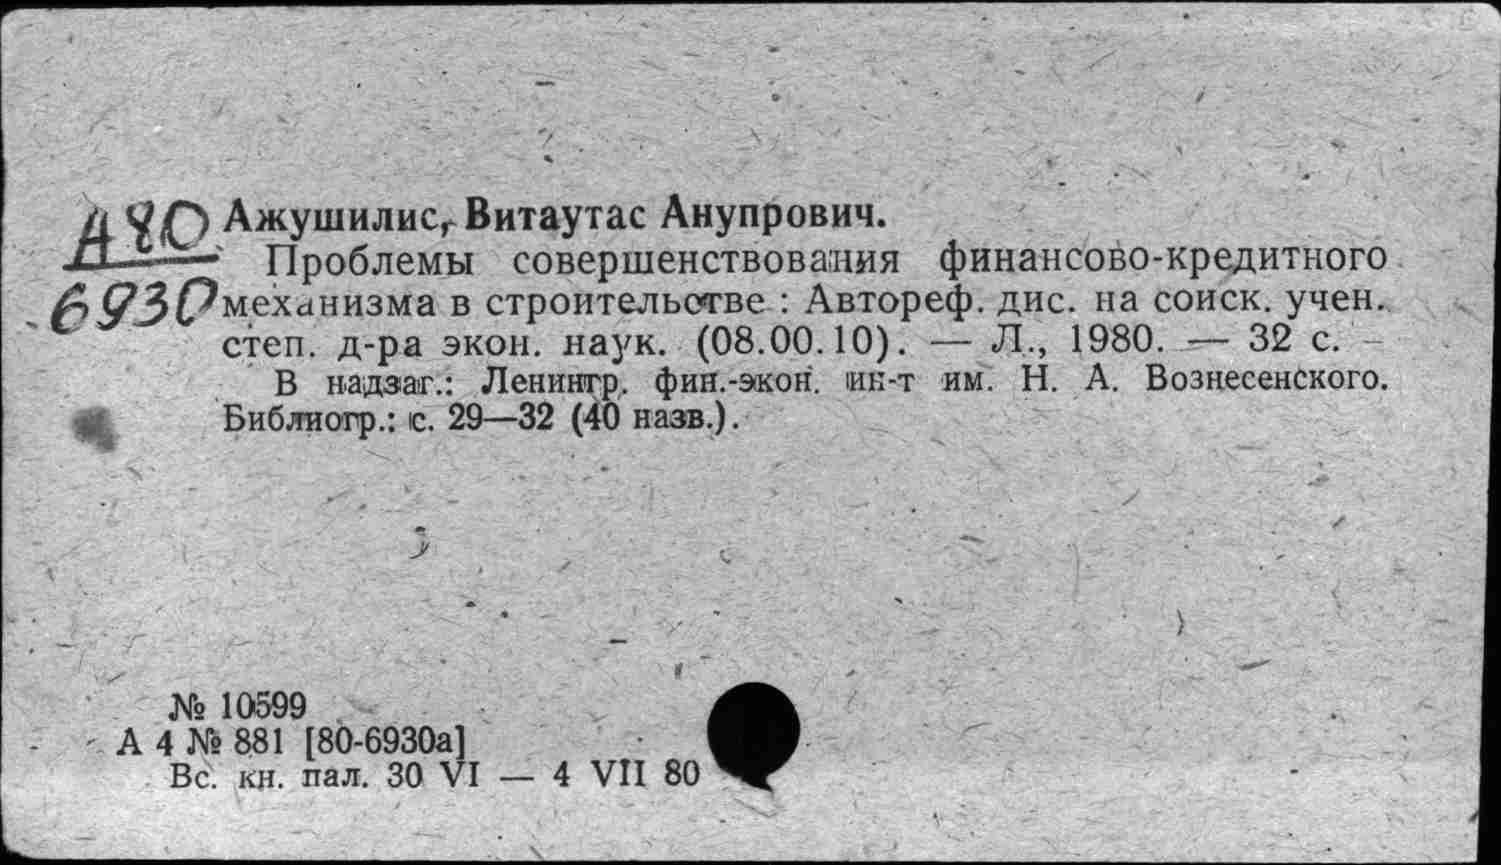 А80
6930
Ажушилис, Витаутас Анупрович.
Проблемы совершенствования финансово-кредитного
механизма в строительстве : Автореф. дис. на соиск. учен.
степ. д-ра экон. наук. (08.00.10). — Л., 1980. — 32 с.
В надзаг.: Ленингр. фин.-экон. ин-т им. Н. А. Вознесенского.
Библиогр.: с. 29—32 (40 назв.).
№ 10599
А 4 № 881 [80-6930а]
Вс. кн. пал. 30 VI — 4 VII 80